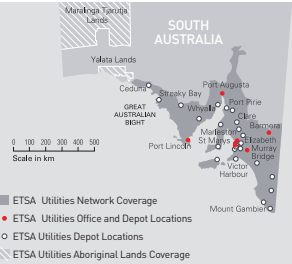 Maralinga Tjarutja
Lands
SOUTH
AUSTRALIA
Yalata Lands
Ceduna
Streaky Bay
Port Augusta
GREAT
AUSTRALIAN
BIGHT
Whyalla
Port Pirie
Clere
Barmera
Marleston
Elizabeth
St Marys
Murray
Bridge
Port Lincoln
Victor
Harbour
Mount Gambier
0 100 200 300 400 500
Scale in km
ETSA Utilities Network Coverage
ETSA Utilities Office and Depot Locations
ETSA Utilities Depot Locations
ETSA Utilities Aboriginal Lands Coverage